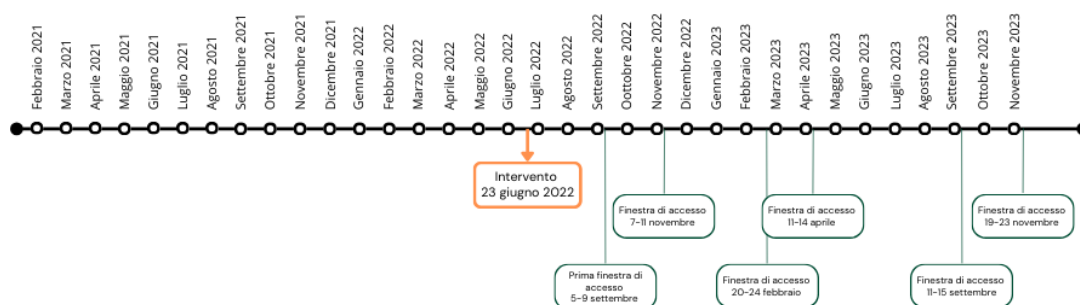 Febbraio 2021
Marzo 2021
Aprile 2021
Maggio 2021
Giugno 2021
Luglio 2021
Agosto 2021
Settembre 2021
Ottobre 2021
Novembre 2021
Dicembre 2021
Gennaio 2022
Febbraio 2022
Marzo 2022
Aprile 2022
Maggio 2022
Giugno 2022
Luglio 2022
Agosto 2022
Settembre 2022
Oottobre 2022
Novembre 2022
Dicembre 2022
Gennaio 2023
Febbraio 2023
Marzo 2023
Aprile 2023
Maggio 2023
Giugno 2023
Luglio 2023
Agosto 2023
Settembre 2023
Ottobre 2023
Novembre 2023
Intervento
23 giugno 2022
Finestra di accesso
7-11 novembre
Finestra di accesso
11-14 aprile
Finestra di accesso
19-23 novembre
Prima finestra di
accesso
5-9 settembre
Finestra di accesso
20-24 febbraio
Finestra di accesso
11-15 settembre